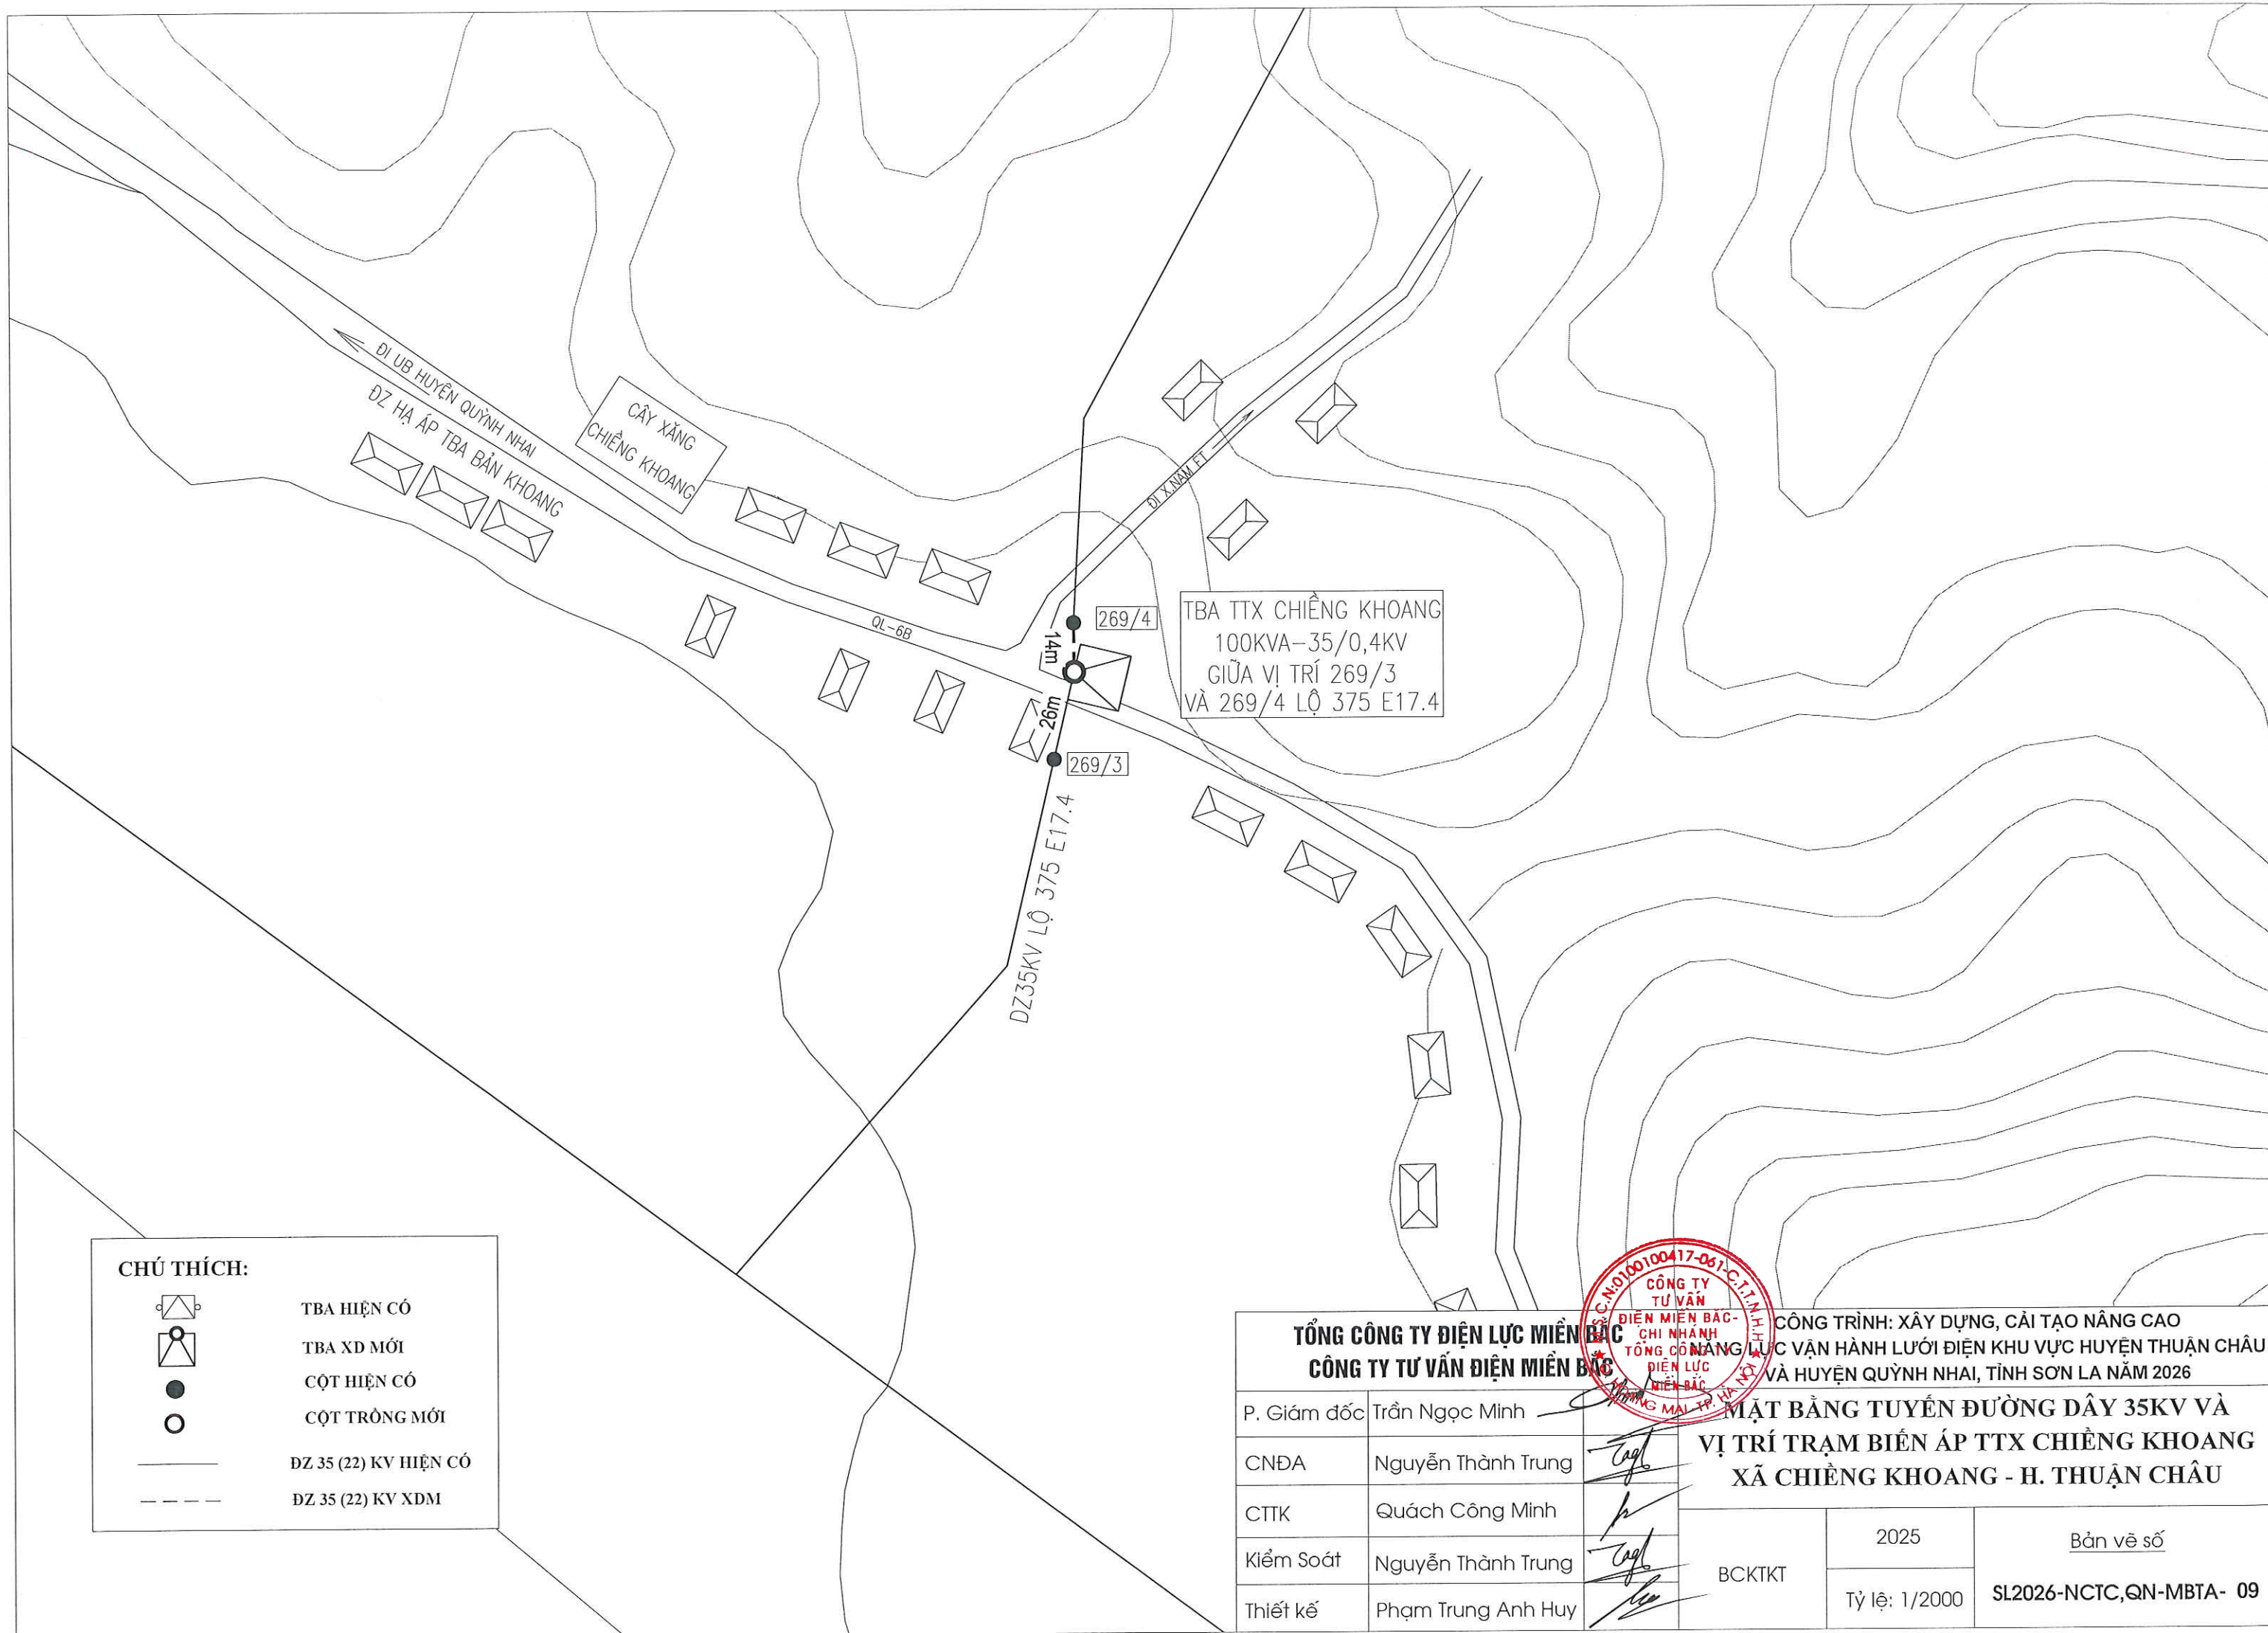 ĐI UB HUYỆN QUỲNH NHAI
ĐZ HẠ ÁP TBA BẢN KHOANG
CÂY XĂNG
CHIỀNG KHOANG
ĐI X.NẬM ÉT
QL-6B
269/4
14m
26m
269/3
TBA TTX CHIỀNG KHOANG
100KVA-35/0,4KV
GIỮA VỊ TRÍ 269/3
VÀ 269/4 LỘ 375 E17.4
DZ35KV LỘ 375 E17.4
CHÚ THÍCH:
TBA HIỆN CÓ
TBA XD MỚI
CỘT HIỆN CÓ
CỘT TRỒNG MỚI
ĐZ 35 (22) KV HIỆN CÓ
ĐZ 35 (22) KV XDM
TỔNG CÔNG TY ĐIỆN LỰC MIỀN BẮC
CÔNG TY TƯ VẤN ĐIỆN MIỀN BẮC
CÔNG TY
TƯ VẤN
ĐIỆN MIỀN BẮC-
CHI NHÁNH
TỔNG CÔNG TY
ĐIỆN LỰC
MIỀN BẮC
CÔNG TRÌNH: XÂY DỰNG, CẢI TẠO NÂNG CAO
NĂNG LỰC VẬN HÀNH LƯỚI ĐIỆN KHU VỰC HUYỆN THUẬN CHÂU
VÀ HUYỆN QUỲNH NHAI, TỈNH SƠN LA NĂM 2026
P. Giám đốc Trần Ngọc Minh
CNĐA Nguyễn Thành Trung
CTTK Quách Công Minh
Kiểm Soát Nguyễn Thành Trung
Thiết kế Phạm Trung Anh Huy
MẶT BẰNG TUYẾN ĐƯỜNG DÂY 35KV VÀ
VỊ TRÍ TRẠM BIẾN ÁP TTX CHIỀNG KHOANG
XÃ CHIỀNG KHOANG - H. THUẬN CHÂU
BCKTKT
2025
Tỷ lệ: 1/2000
Bản vẽ số
SL2026-NCTC,QN-MBTA- 09